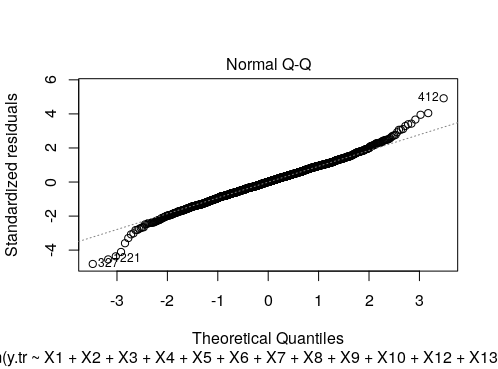 Normal Q-Q
6
4
2
0
-2
-4
Standardized residuals
412
327
221
-3 -2 -1 0 1 2 3
Theoretical Quantiles
(y.tr ~ X1 + X2 + X3 + X4 + X5 + X6 + X7 + X8 + X9 + X10 + X12 + X13